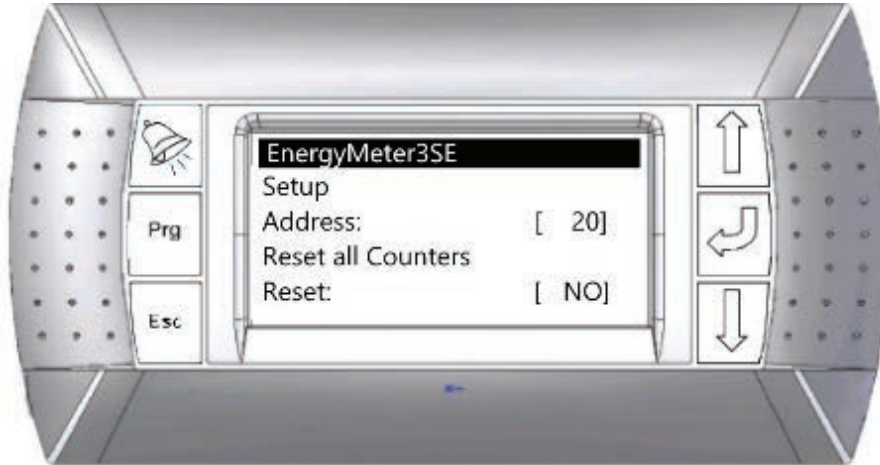 EnergyMeter3SE
Setup
Address: [ 20]
Reset all Counters
Reset: [ NO]
Prg
Esc